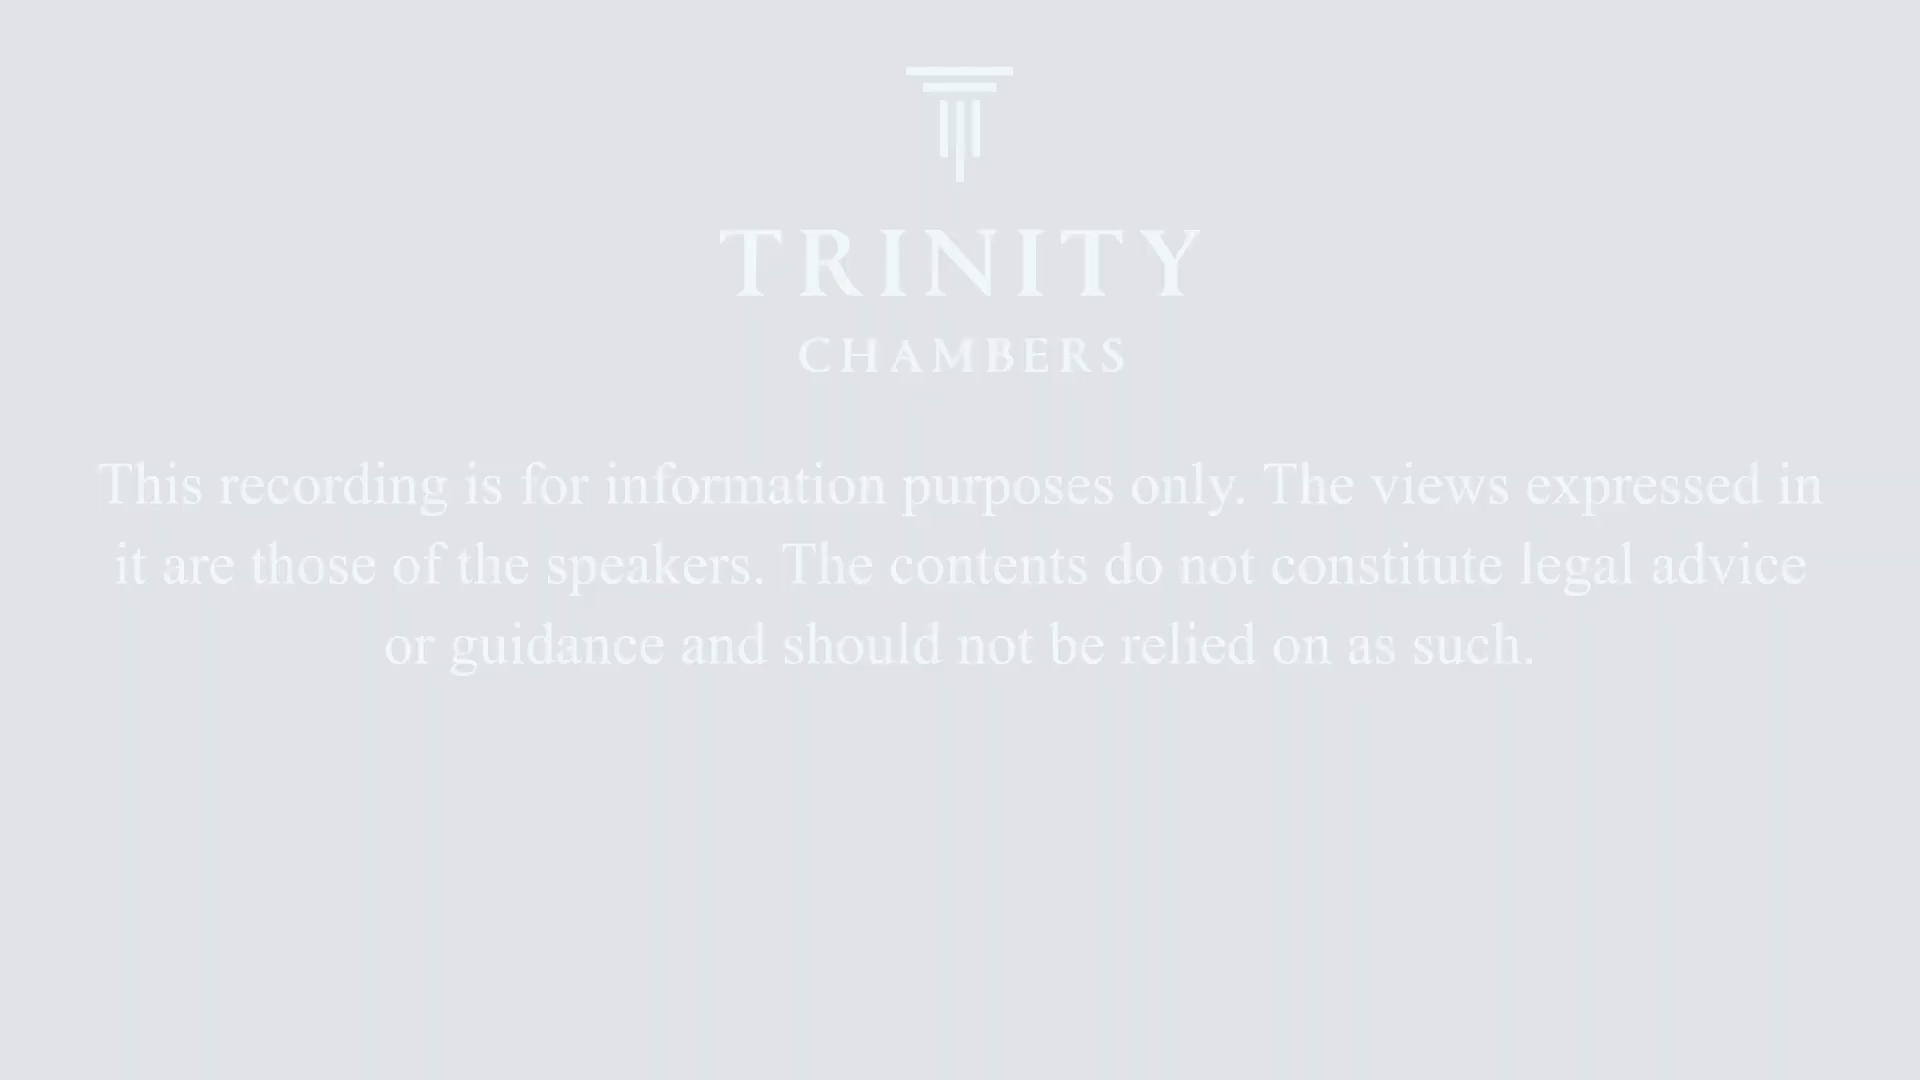 TRINITY
CHAMBERS
This recording is for information purposes only. The views expressed in
it are those of the speakers. The contents do not constitute legal advice
or guidance and should not be relied on as such.